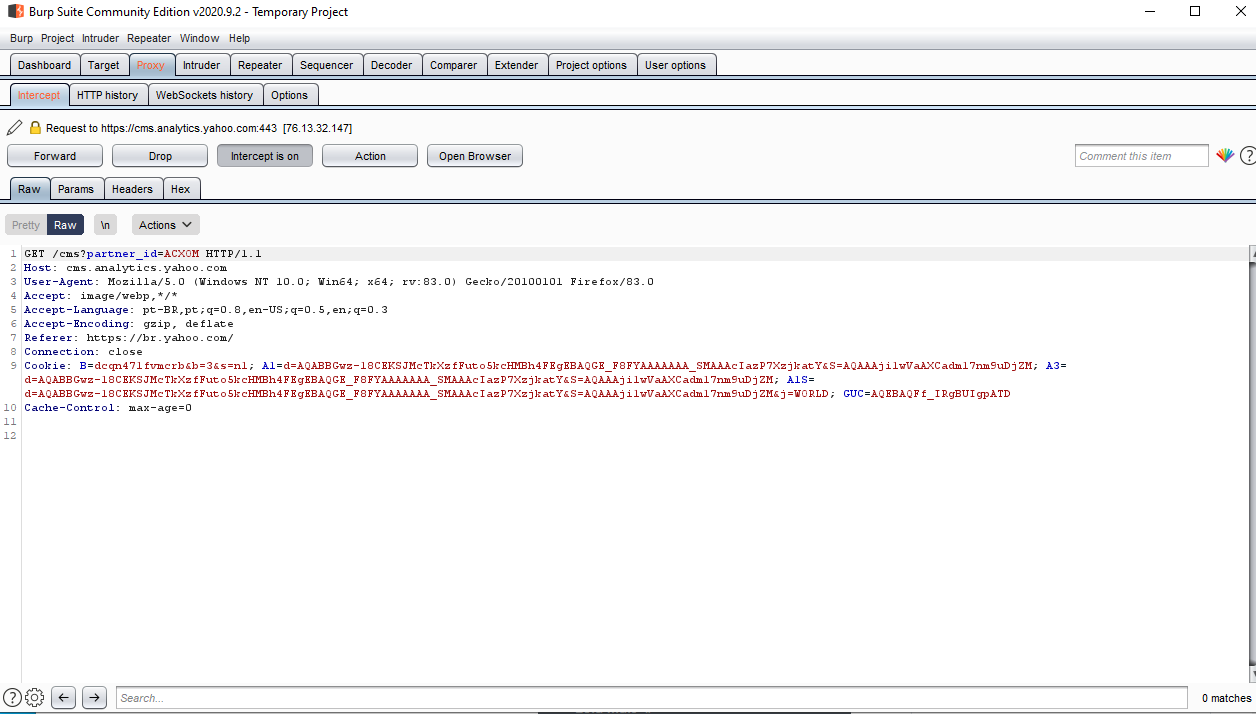 Burp Suite Community Edition v2020.9.2 - Temporary Project
Burp Project Intruder Repeater Window Help
Dashboard Target Proxy Intruder Repeater Sequencer Decoder Comparer Extender Project options User options
Intercept HTTP history WebSockets history Options
Request to https://cms.analytics.yahoo.com:443 [76.13.32.147]
Forward Drop Intercept is on Action Open Browser Comment this item ?
Raw Params Headers Hex
Pretty Raw \n Actions
1 GET /cms?partner_id=ACXOM HTTP/1.1
2 Host: cms.analytics.yahoo.com
3 User-Agent: Mozilla/5.0 (Windows NT 10.0; Win64; x64; rv:83.0) Gecko/20100101 Firefox/83.0
4 Accept: image/webp,*/*
5 Accept-Language: pt-BR,pt;q=0.8,en-US;q=0.5,en;q=0.3
6 Accept-Encoding: gzip, deflate
7 Referer: https://br.yahoo.com/
8 Connection: close
9 Cookie: B=dcqn471fvmcrb&b=3&s=nl; A1=d=AQABBGwz-18CEKSJMcTkXzfFuto5kcHMBh4FEgEBAQGE_F8FYAAAAAAA_SMAAAcIazP7XzjkatY&S=AQAAAjilwVaAXCadml7nm9uDjZM; A3=
d=AQABBGwz-18CEKSJMcTkXzfFuto5kcHMBh4FEgEBAQGE_F8FYAAAAAAA_SMAAAcIazP7XzjkatY&S=AQAAAjilwVaAXCadml7nm9uDjZM; A1S=
d=AQABBGwz-18CEKSJMcTkXzfFuto5kcHMBh4FEgEBAQGE_F8FYAAAAAAA_SMAAAcIazP7XzjkatY&S=AQAAAjilwVaAXCadml7nm9uDjZM&j=WORLD; GUC=AQEBAQFf_IRgBUIgpATD
10 Cache-Control: max-age=0
11
12
? Search... 0 matches